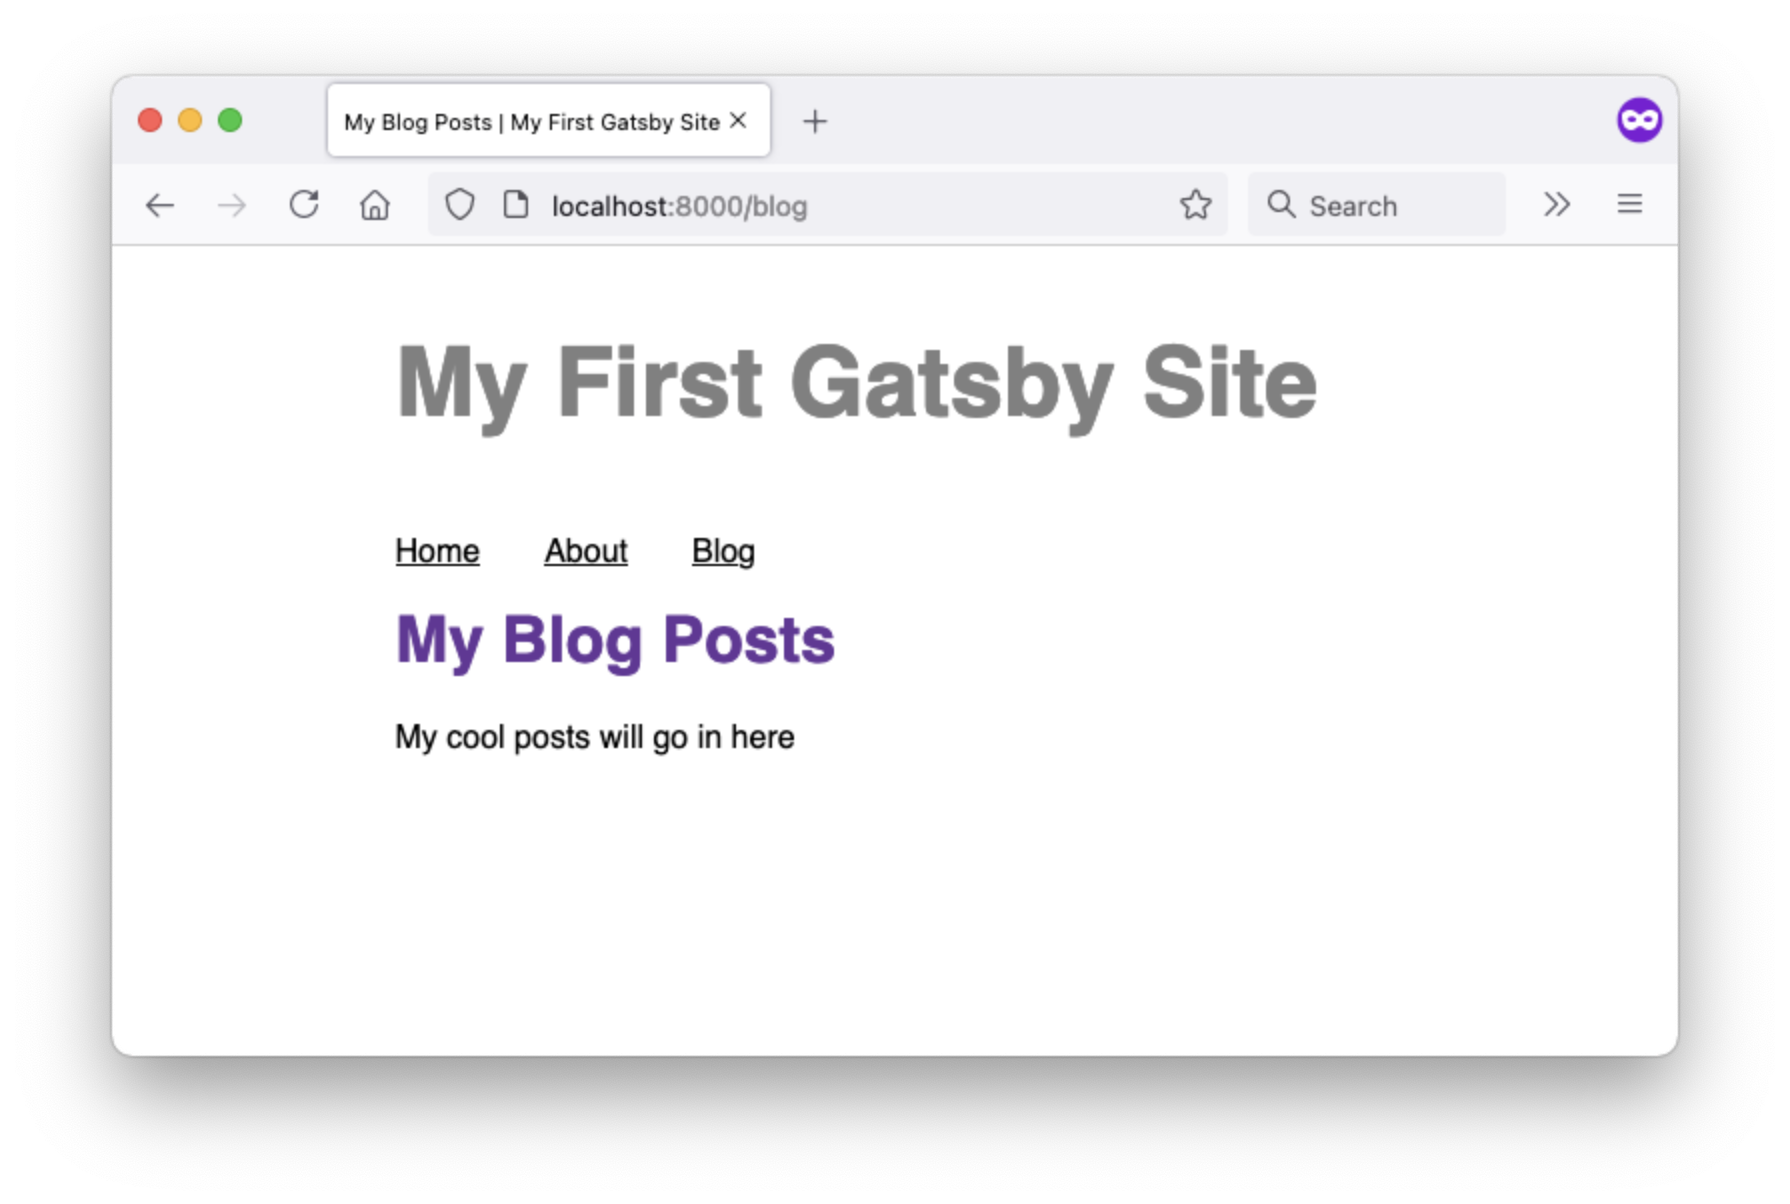 My Blog Posts | My First Gatsby Site
localhost:8000/blog
Search
My First Gatsby Site
Home About Blog
My Blog Posts
My cool posts will go in here